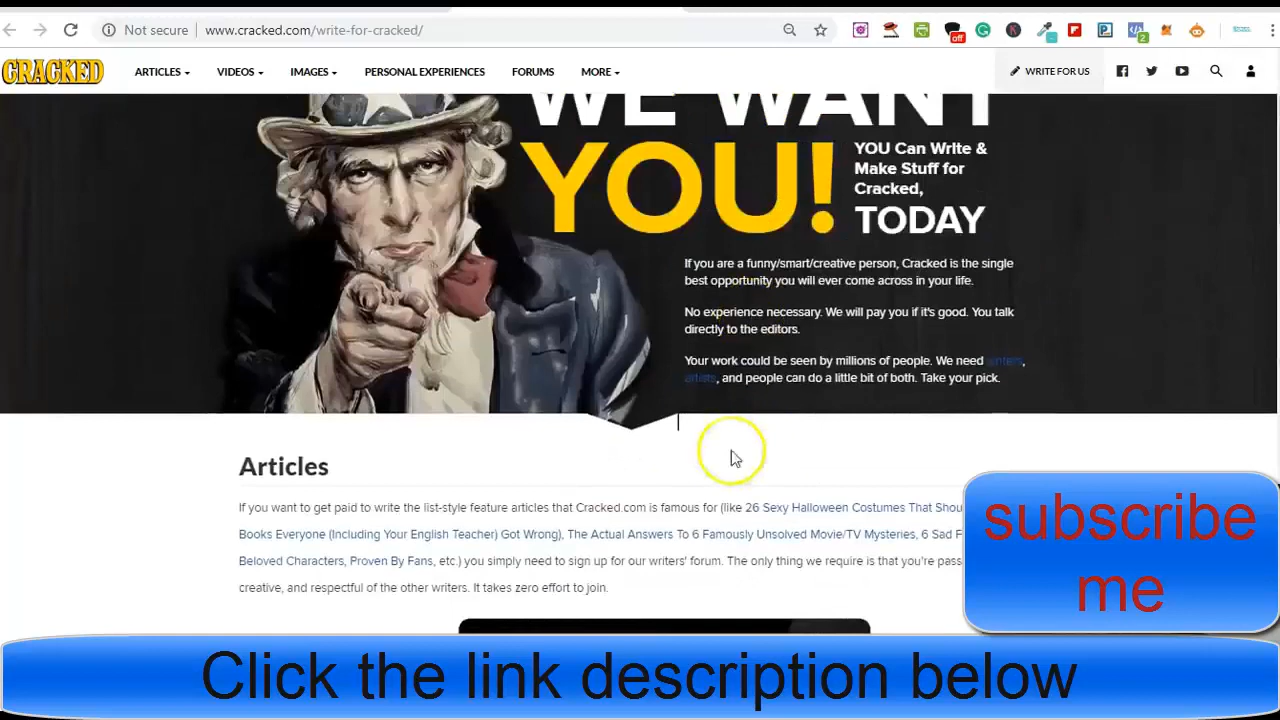 Not secure
www.cracked.com/write-for-cracked/
off
2
CRACKED
ARTICLES
VIDEOS
IMAGES
PERSONAL EXPERIENCES
FORUMS
MORE
WRITE FOR US
WE WANT
YOU!
YOU Can Write &
Make Stuff for
Cracked,
TODAY
If you are a funny/smart/creative person, Cracked is the single
best opportunity you will ever come across in your life.
No experience necessary. We will pay you if it's good. You talk
directly to the editors.
Your work could be seen by millions of people. We need writers,
artists, and people can do a little bit of both. Take your pick.
Articles
If you want to get paid to write the list-style feature articles that Cracked.com is famous for (like 26 Sexy Halloween Costumes That Shou
Books Everyone (Including Your English Teacher) Got Wrong), The Actual Answers To 6 Famously Unsolved Movie/TV Mysteries, 6 Sad F
Beloved Characters, Proven By Fans, etc.) you simply need to sign up for our writers' forum. The only thing we require is that you're pass
creative, and respectful of the other writers. It takes zero effort to join.
subscribe
me
Click the link description below